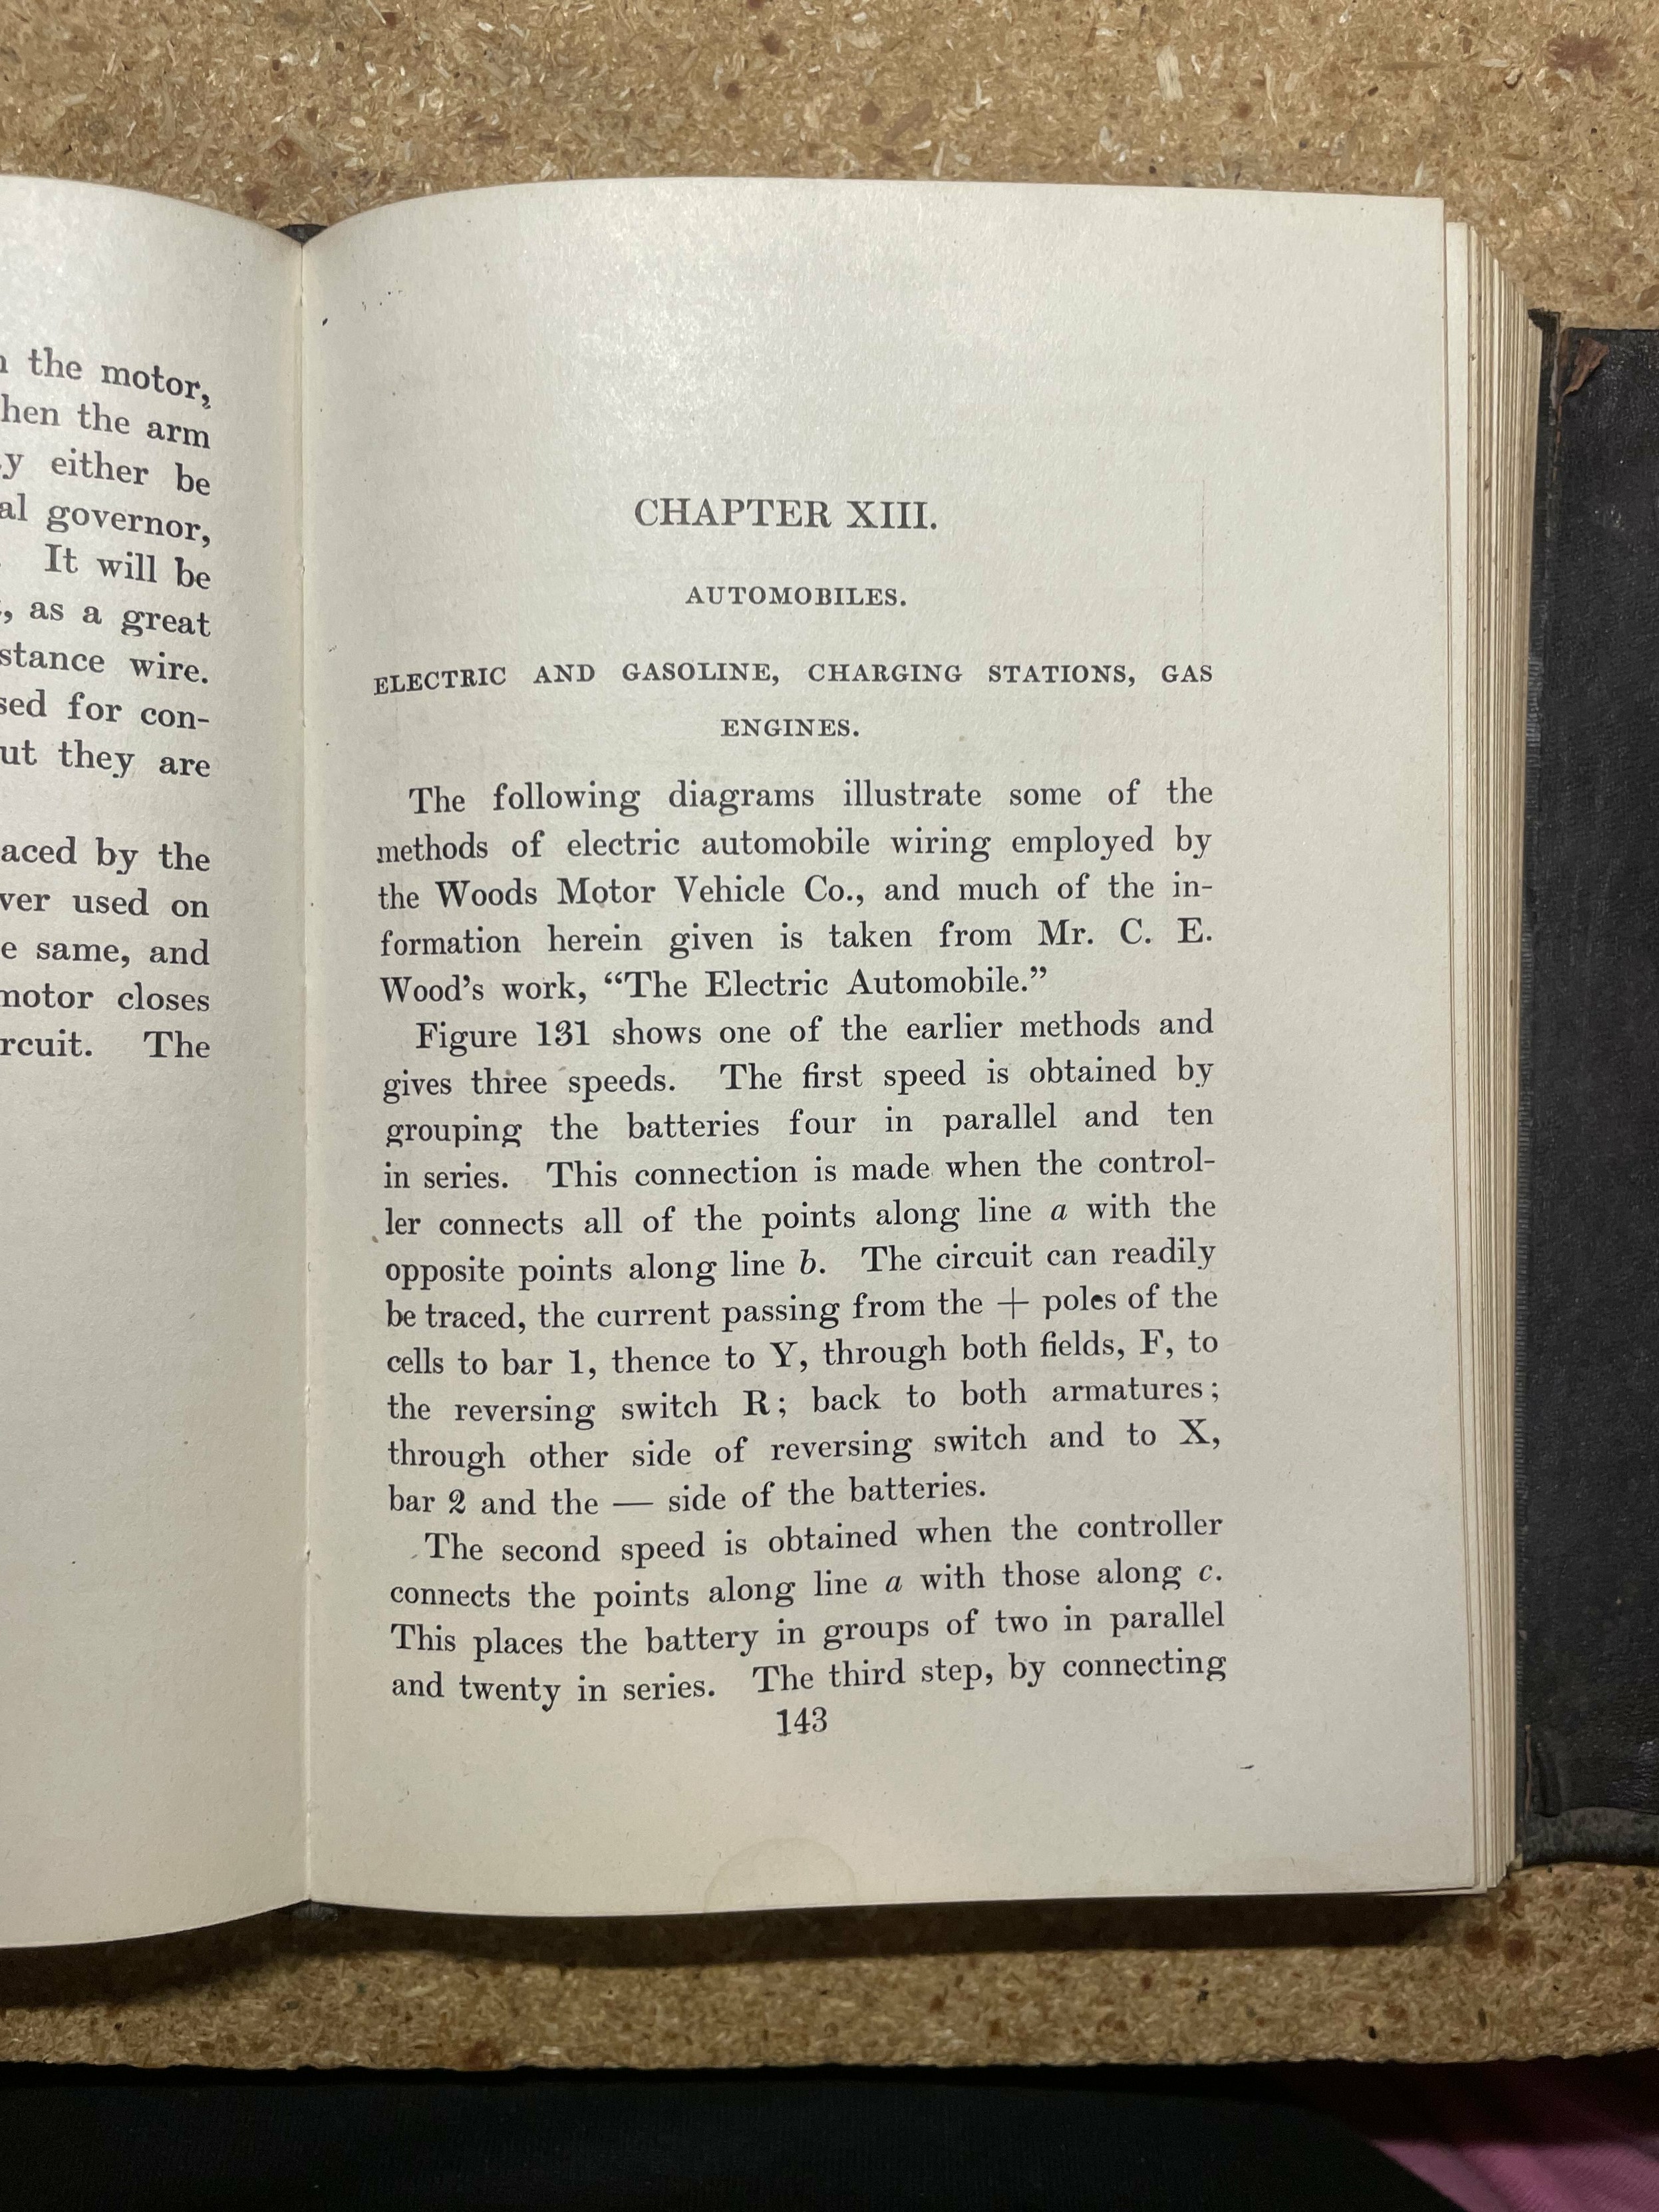 the motor,
hen the arm
either be
al governor,
It will be
as a great
stance wire.
sed for con-
ut they are
aced by the
ver used on
e same, and
motor closes
rcuit. The
CHAPTER XIII.
AUTOMOBILES.
ELECTRIC AND GASOLINE, CHARGING STATIONS, GAS
ENGINES.
The following diagrams illustrate some of the
methods of electric automobile wiring employed by
the Woods Motor Vehicle Co., and much of the in-
formation herein given is taken from Mr. C. E.
Wood's work, “The Electric Automobile.”
Figure 131 shows one of the earlier methods and
gives three speeds. The first speed is obtained by
grouping the batteries four in parallel and ten
in series. This connection is made when the control-
ler connects all of the points along line a with the
opposite points along line b. The circuit can readily
be traced, the current passing from the + poles of the
cells to bar 1, thence to Y, through both fields, F, to
the reversing switch R; back to both armatures;
through other side of reversing switch and to X,
bar 2 and the — side of the batteries.
The second speed is obtained when the controller
connects the points along line a with those along c.
This places the battery in groups of two in parallel
and twenty in series. The third step, by connecting
143